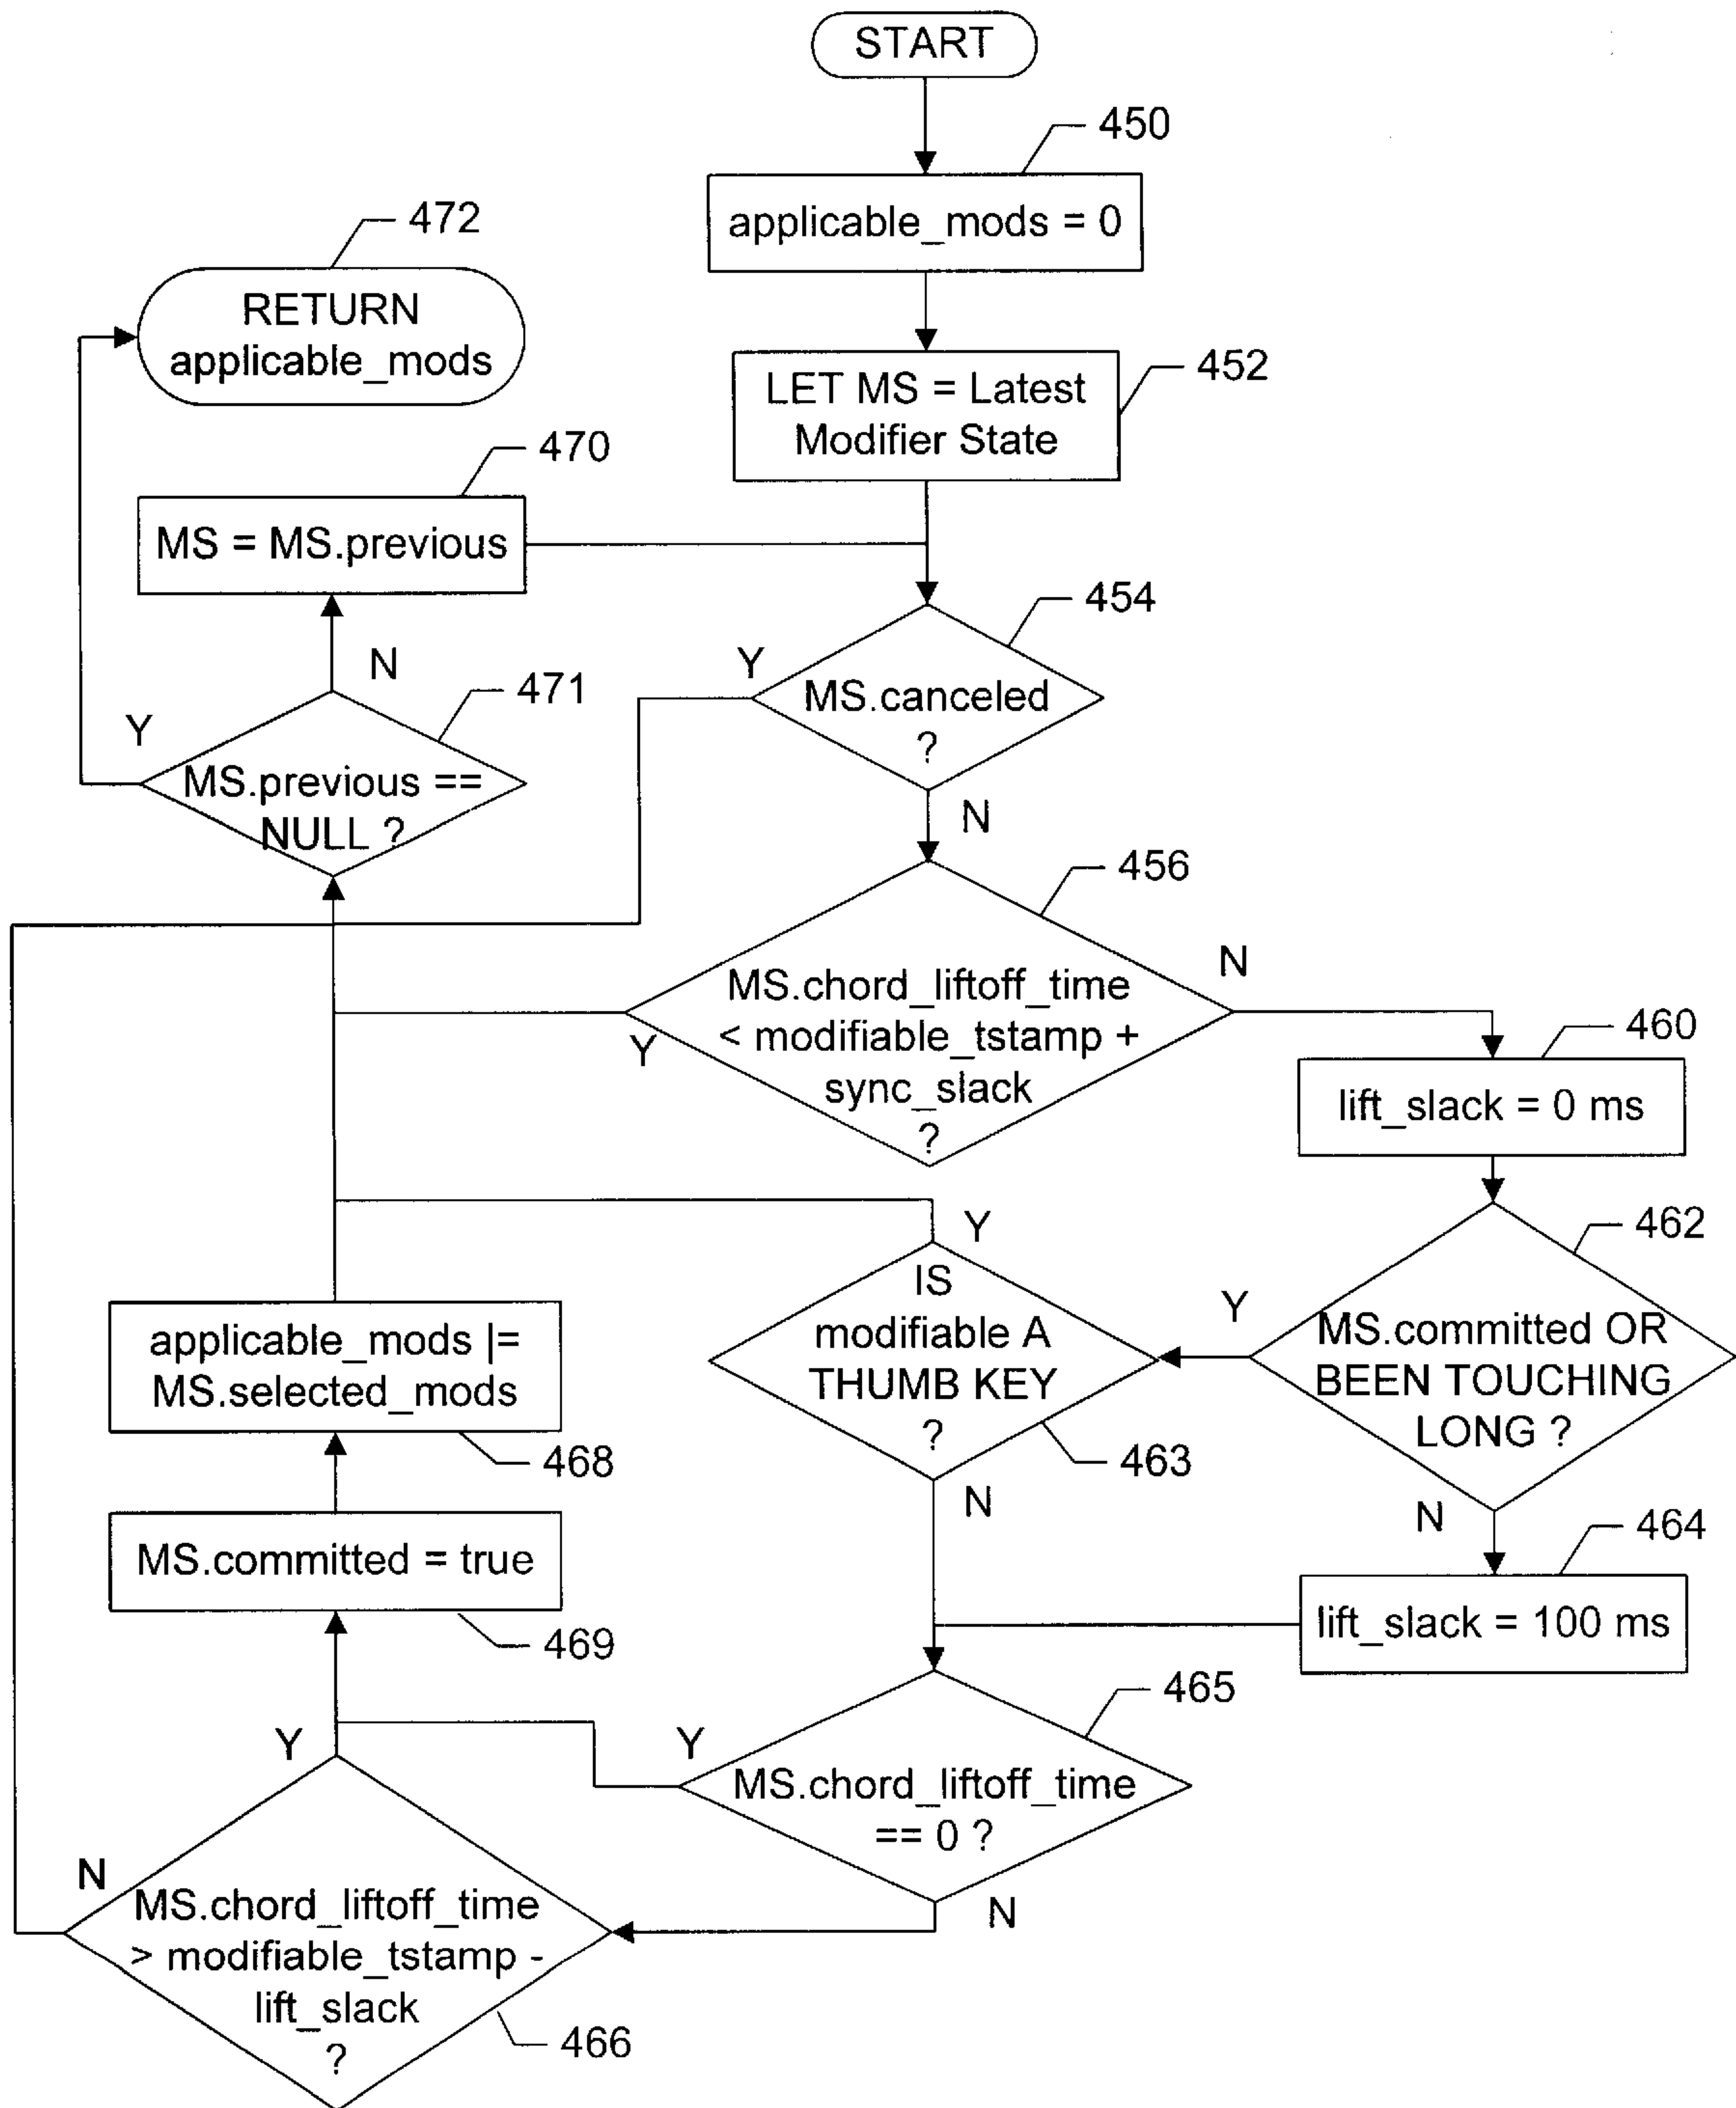 START
450
applicable_mods = 0
472
RETURN
applicable_mods
452
LET MS = Latest
Modifier State
470
MS = MS.previous
454
Y
MS.canceled
?
N
N
471
Y
MS.previous ==
NULL ?
456
N
MS.chord_liftoff_time
< modifiable_tstamp +
sync_slack
?
Y
460
lift_slack = 0 ms
462
Y
MS.committed OR
BEEN TOUCHING
LONG ?
N
Y
IS
modifiable A
THUMB KEY
?
463
N
464
lift_slack = 100 ms
applicable_mods |=
MS.selected_mods
468
MS.committed = true
469
465
Y
MS.chord_liftoff_time
== 0 ?
N
Y
N
MS.chord_liftoff_time
> modifiable_tstamp -
lift_slack
?
466